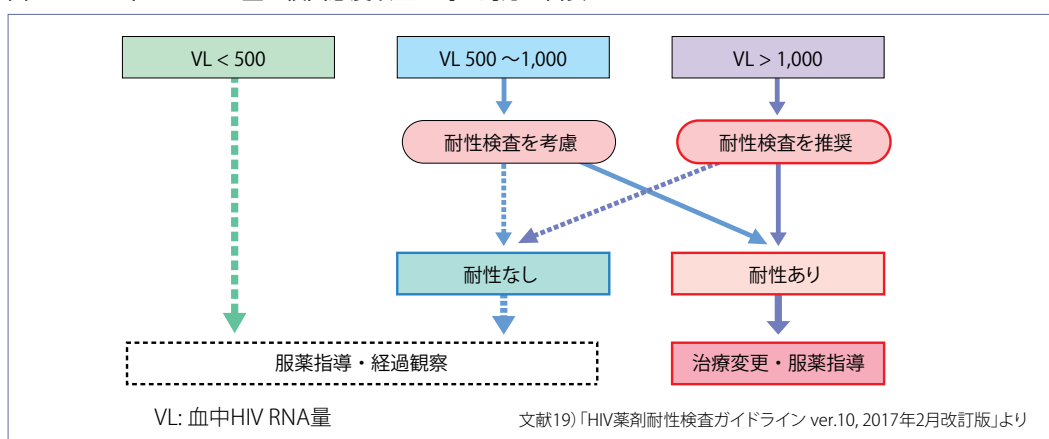 VL < 500
VL 500 ～1,000
VL > 1,000
耐性検査を考慮
耐性検査を推奨
耐性なし
耐性あり
服薬指導・経過観察
治療変更・服薬指導
VL: 血中HIV RNA量
文献19）「HIV薬剤耐性検査ガイドライン ver.10, 2017年2月改訂版」より